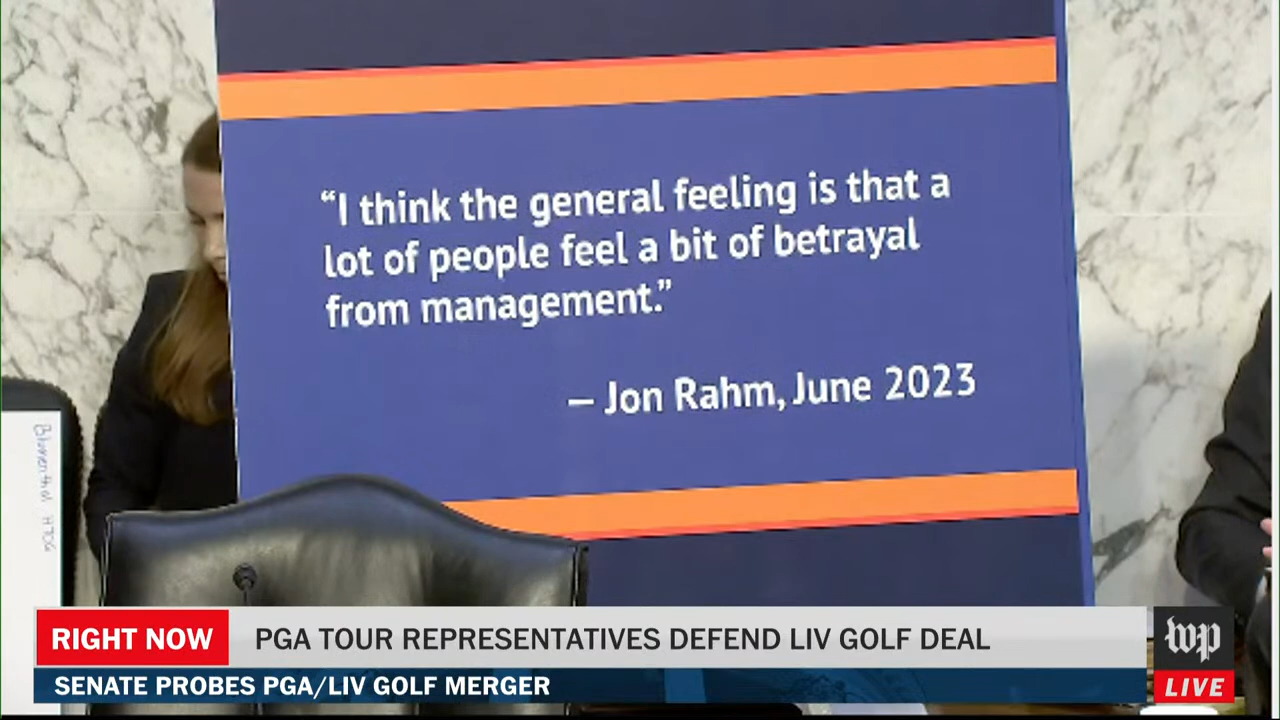 “I think the general feeling is that a
lot of people feel a bit of betrayal
from management.”
— Jon Rahm, June 2023
RIGHT NOW
PGA TOUR REPRESENTATIVES DEFEND LIV GOLF DEAL
wp
SENATE PROBES PGA/LIV GOLF MERGER
LIVE